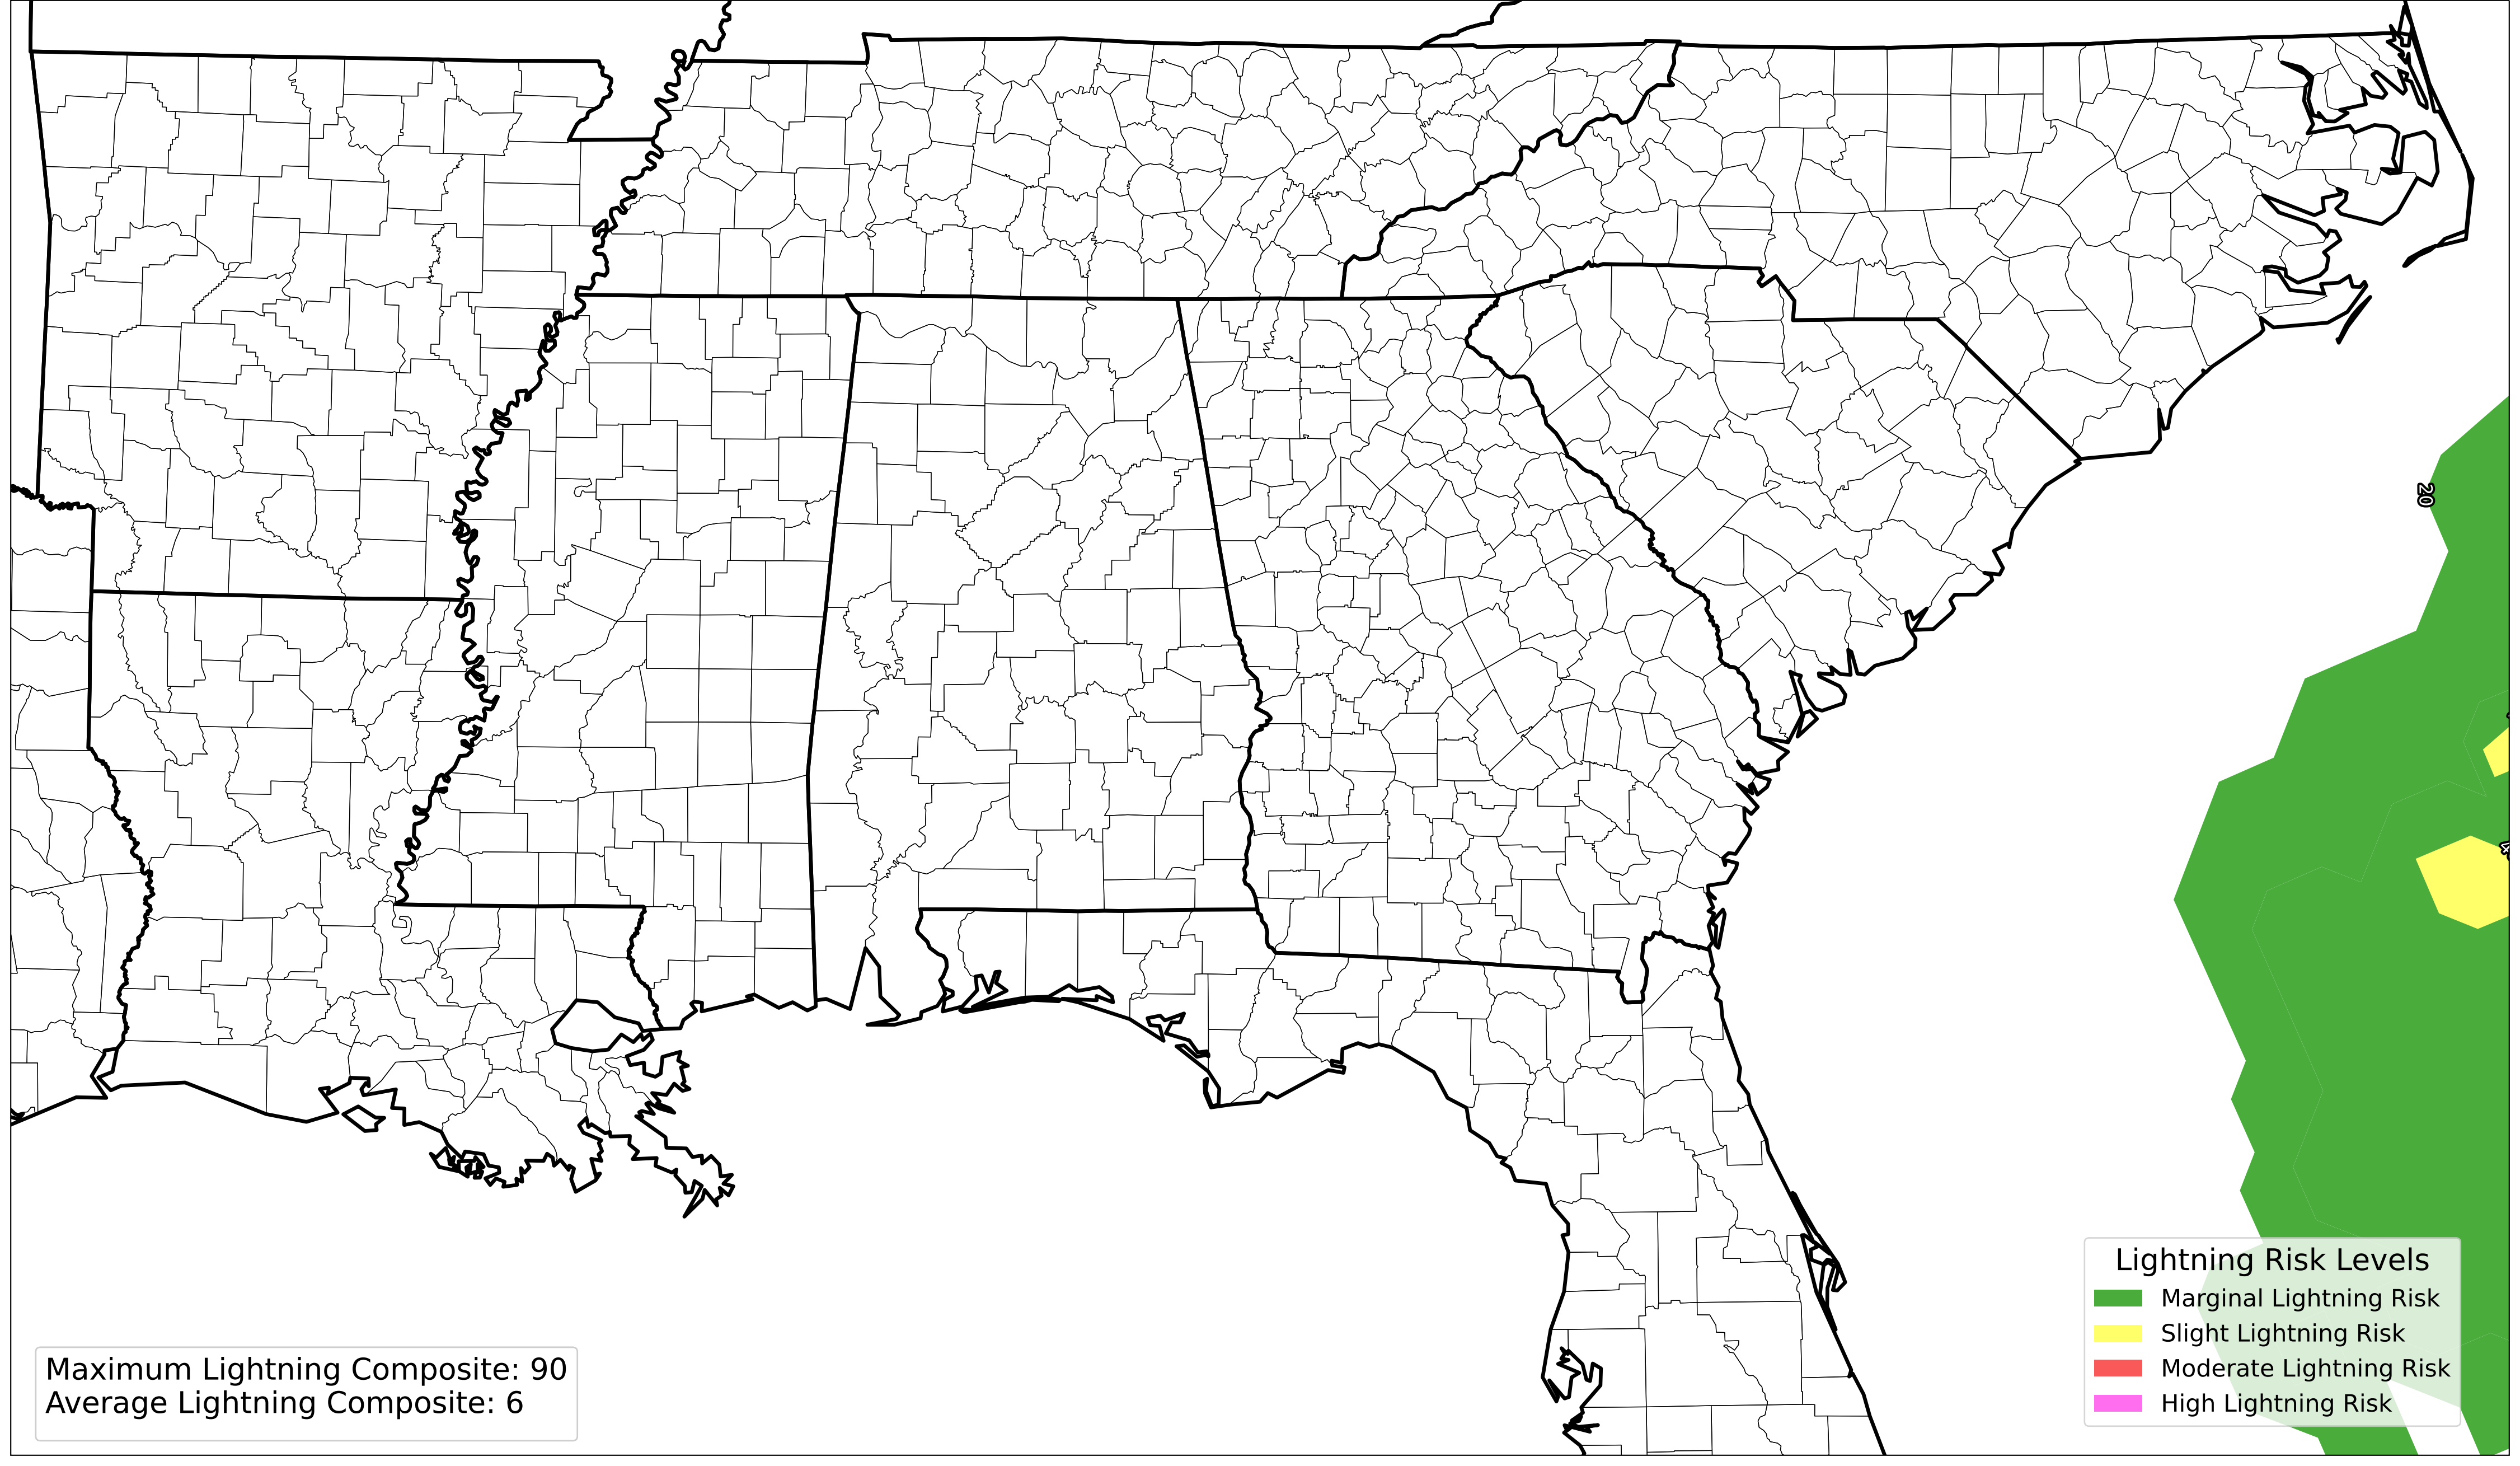 20
Lightning Risk Levels
Marginal Lightning Risk
Slight Lightning Risk
Moderate Lightning Risk
High Lightning Risk
Maximum Lightning Composite: 90
Average Lightning Composite: 6